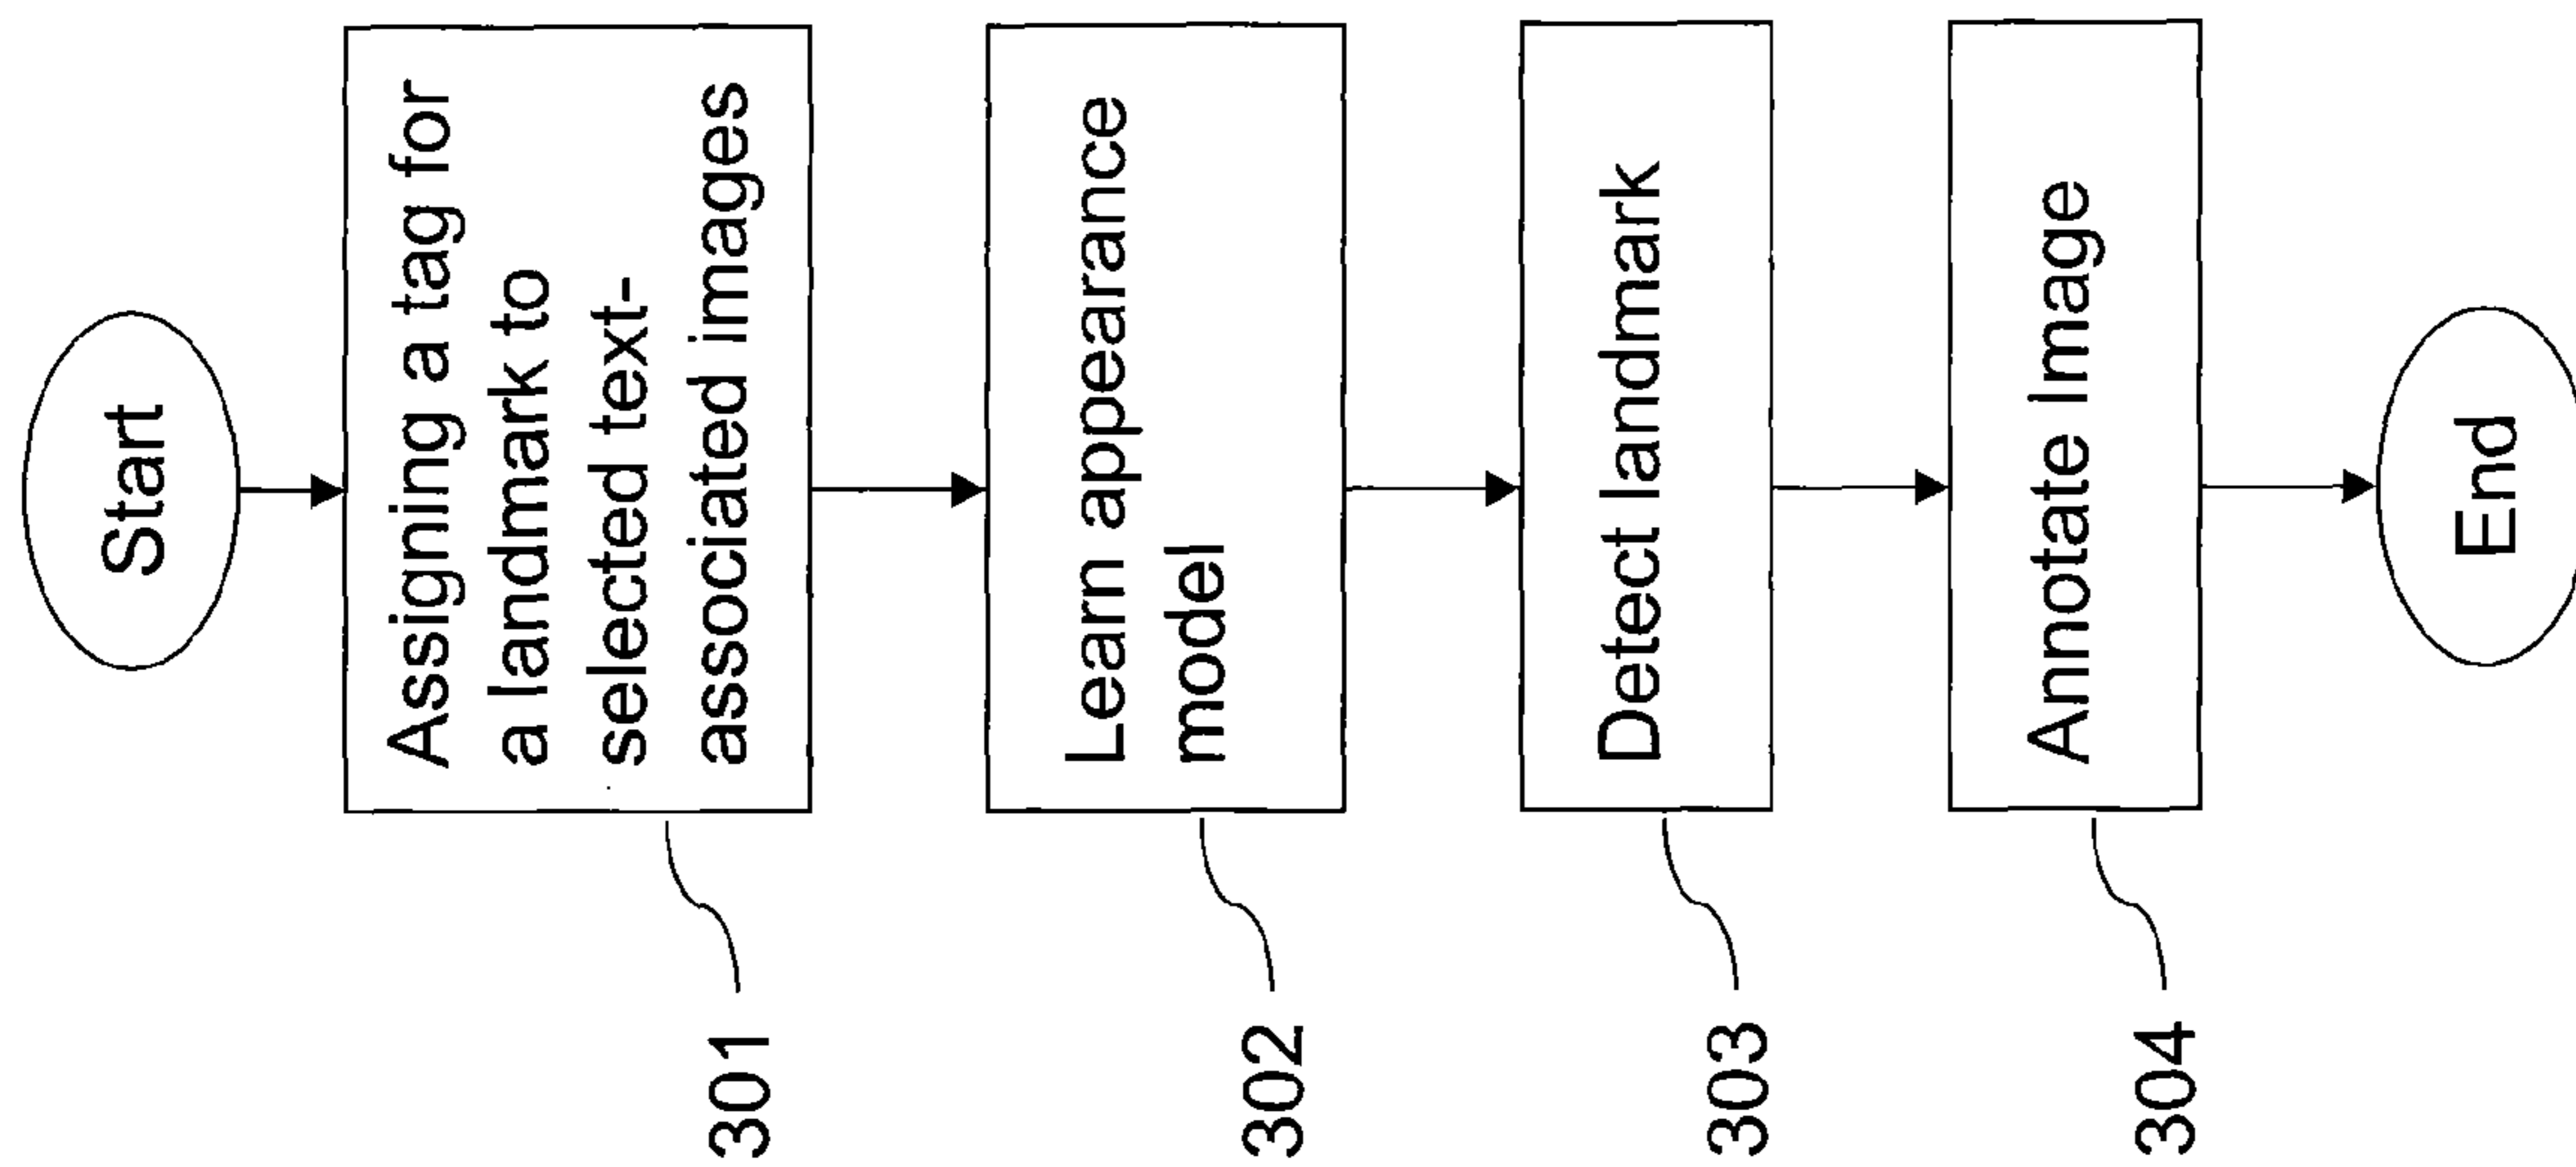 Start
Assigning a tag for
a landmark to
selected text-
associated images
301
Learn appearance
model
302
Detect landmark
303
Annotate Image
304
End